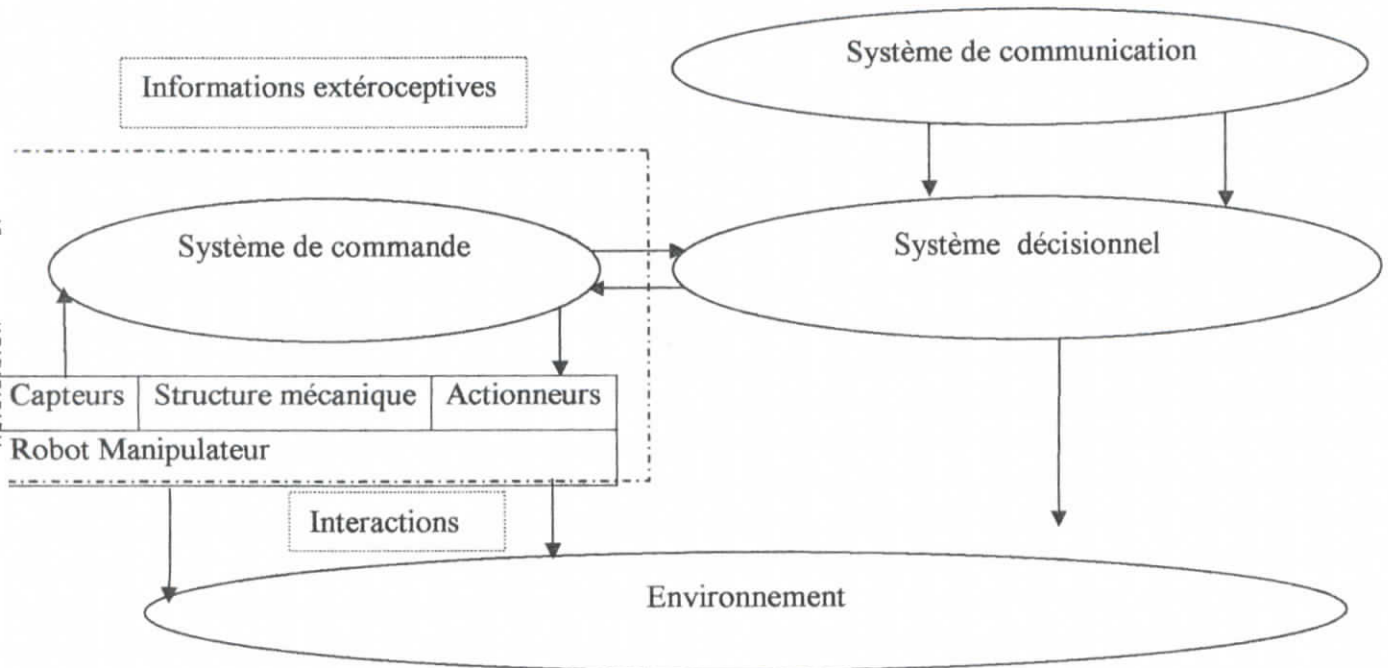 Système de communication
Informations extéroceptives
Système de commande
Système décisionnel
Capteurs
Structure mécanique
Actionneurs
Robot Manipulateur
Interactions
Environnement